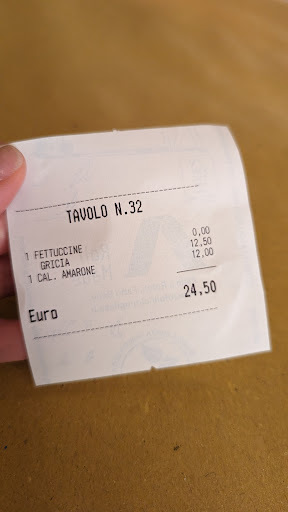 TAVOLO N.32
1 FETTUCCINE 0,00
GRICIA 12,50
1 CAL. AMARONE 12,00
Euro 24,50